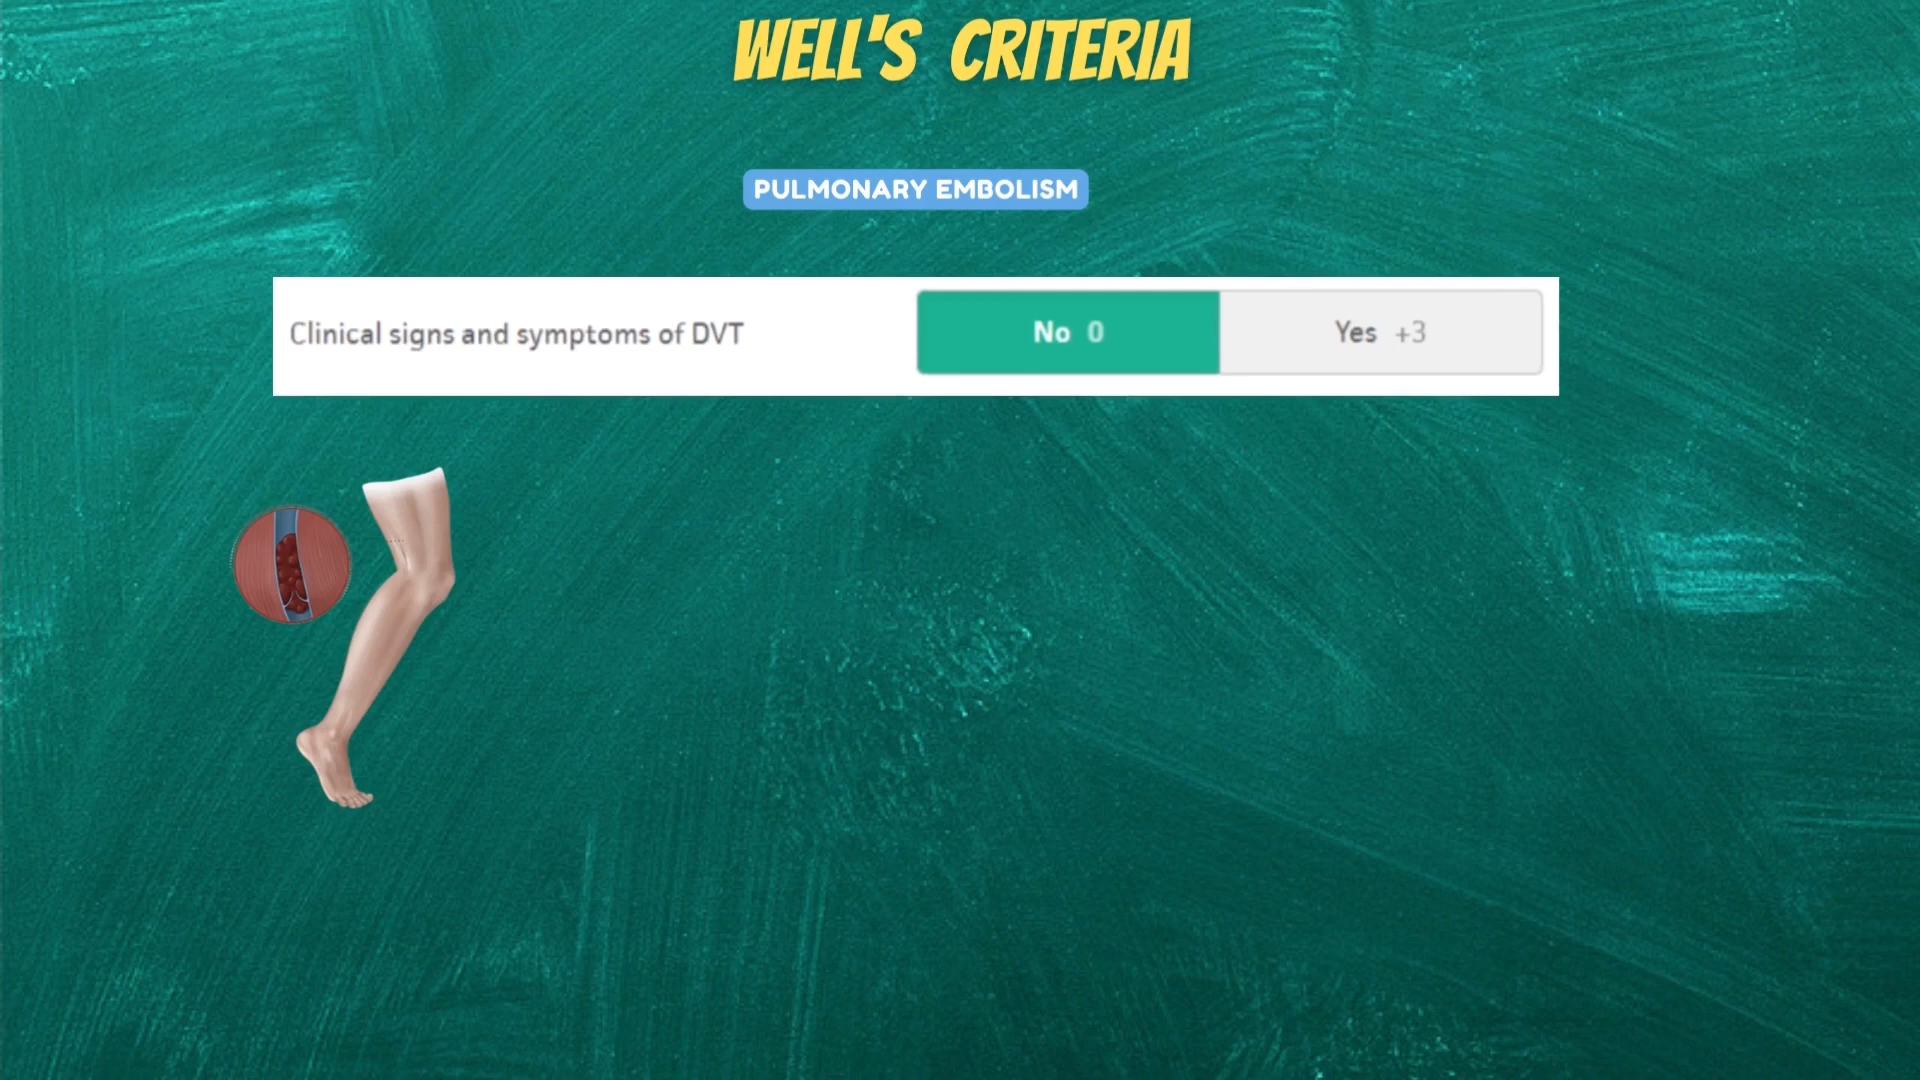 WELL'S CRITERIA
PULMONARY EMBOLISM
Clinical signs and symptoms of DVT No 0 Yes +3